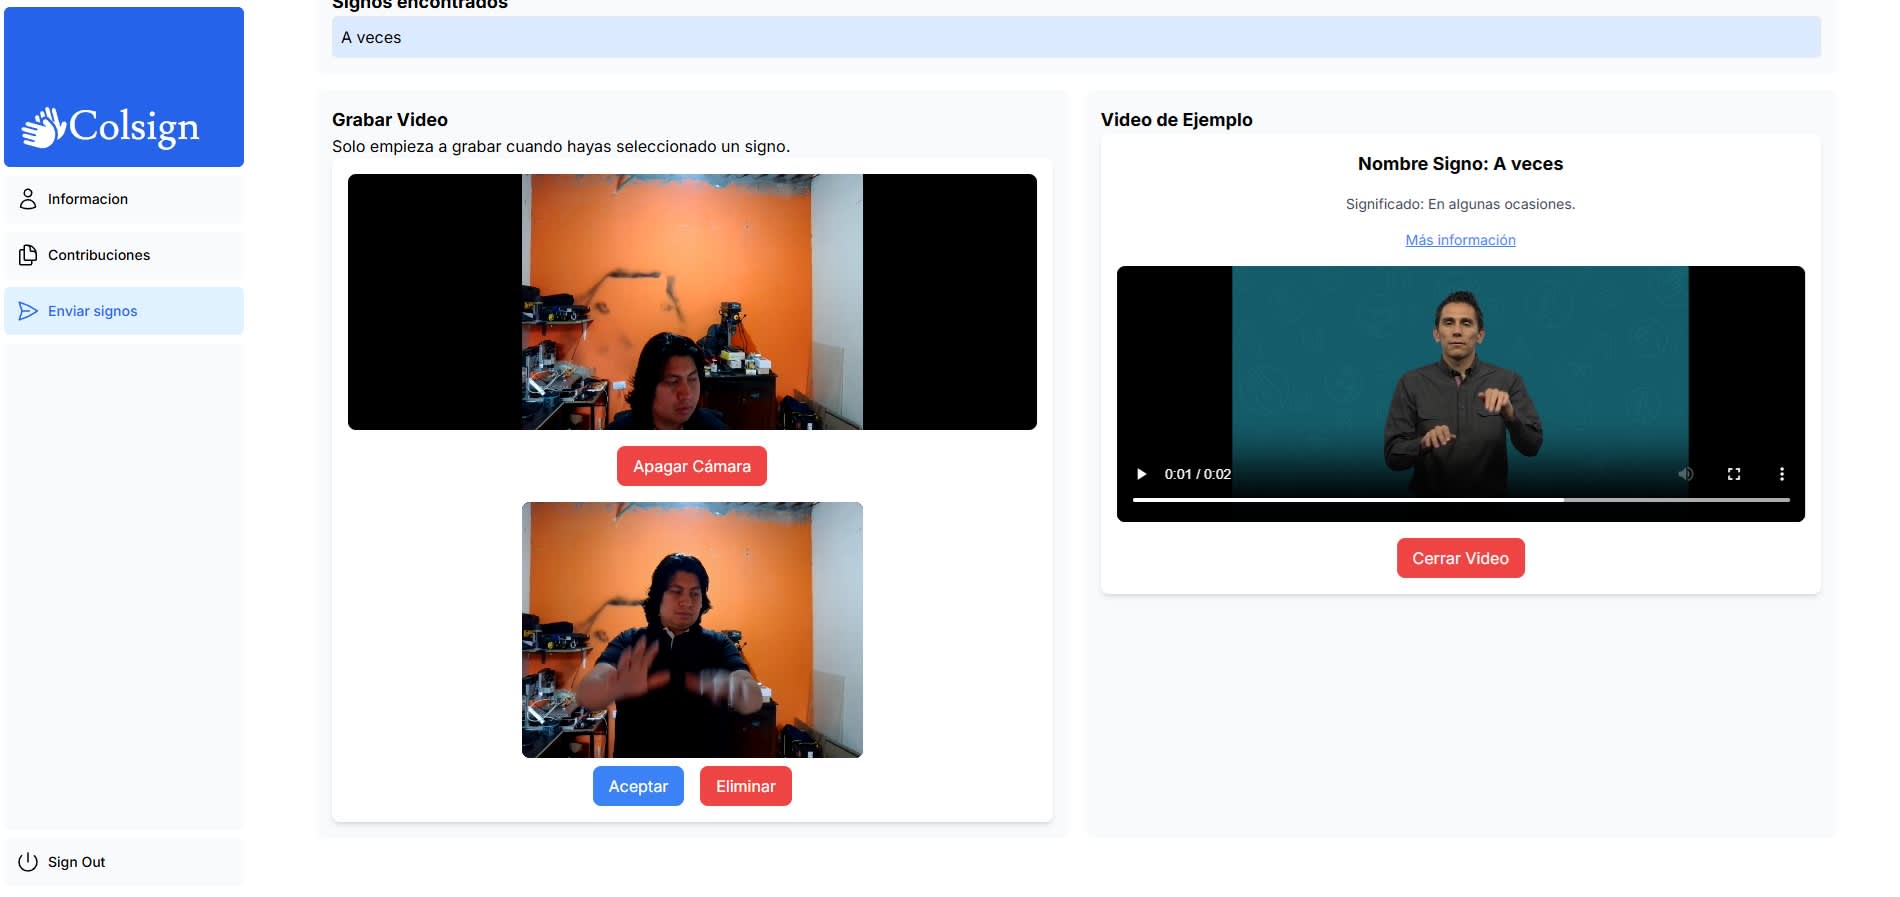 Signos encontrados
A veces
Colsign
Informacion
Contribuciones
Enviar signos
Sign Out
Grabar Video
Solo empieza a grabar cuando hayas seleccionado un signo.
Apagar Cámara
Aceptar
Eliminar
Video de Ejemplo
Nombre Signo: A veces
Significado: En algunas ocasiones.
Más información
0:01 / 0:02
Cerrar Video